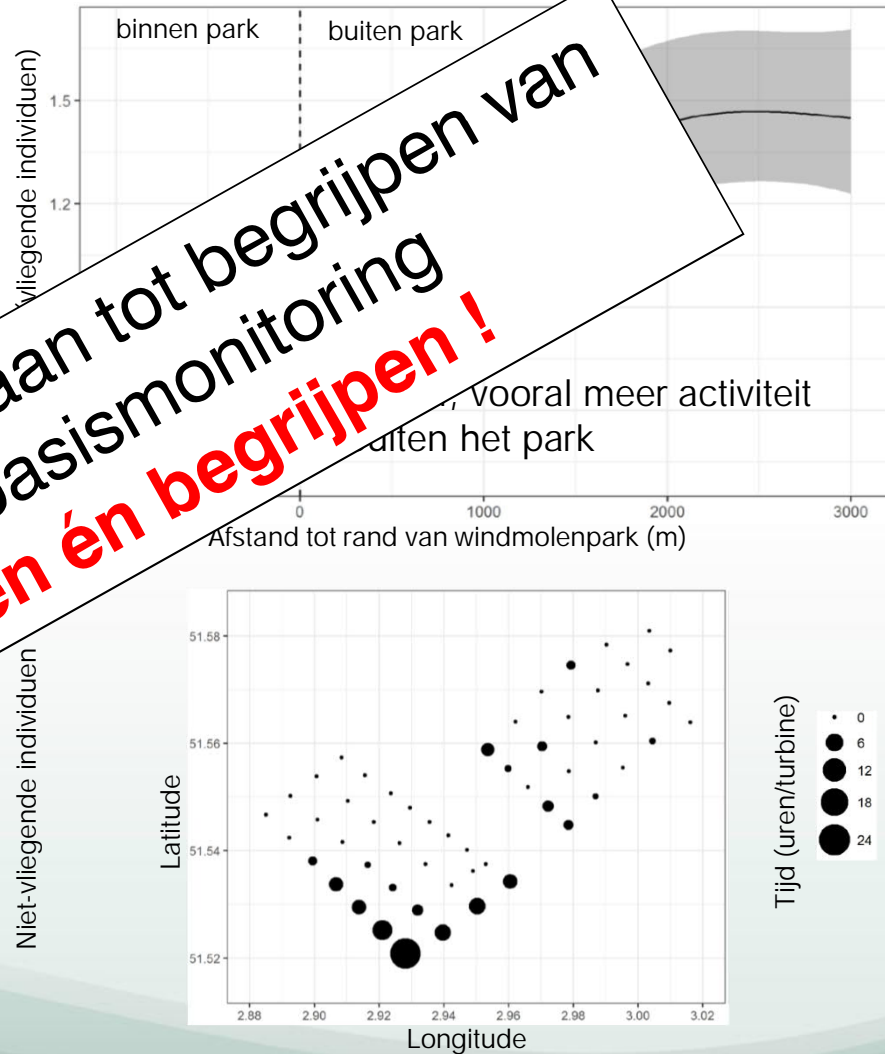 binnen park
buiten park
1.5
1.2
vliegende individuen)
aan tot begrijpen van
basismonitoring
én begrijpen !
vooral meer activiteit
het park
0
1000
2000
3000
Afstand tot rand van windmolenpark (m)
Niet-vliegende individuen
51.58
51.56
51.54
51.52
Latitude
2.88
2.90
2.92
2.94
2.96
2.98
3.00
3.02
Longitude
Tijd (uren/turbine)
0
6
12
18
24